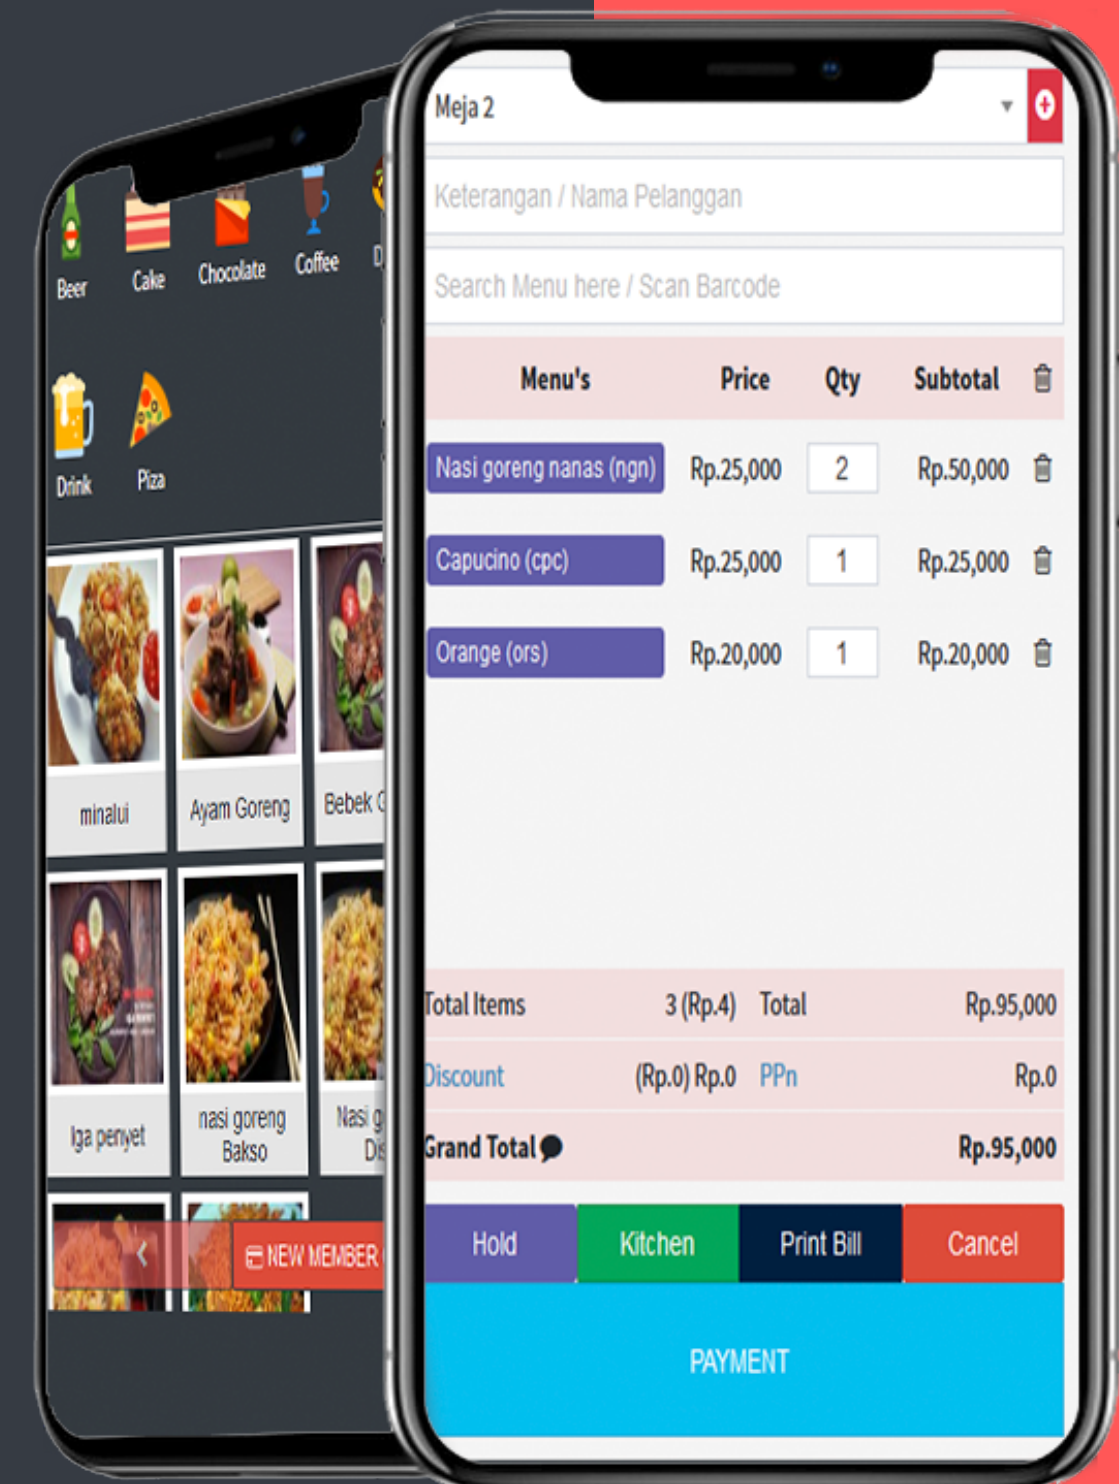 Beer
Cake
Chocolate
Coffee
Drink
Piza
minalui
Ayam Goreng
Bebek
Iga penyet
nasi goreng
Bakso
Nasi
NEW MEMBER
Meja 2
Keterangan / Nama Pelanggan
Search Menu here / Scan Barcode
Menu's Price Qty Subtotal
Nasi goreng nanas (ngn) Rp.25,000 2 Rp.50,000
Capucino (cpc) Rp.25,000 1 Rp.25,000
Orange (ors) Rp.20,000 1 Rp.20,000
Total Items 3 (Rp.4) Total Rp.95,000
Discount (Rp.0) Rp.0 PPn Rp.0
Grand Total Rp.95,000
Hold Kitchen Print Bill Cancel
PAYMENT